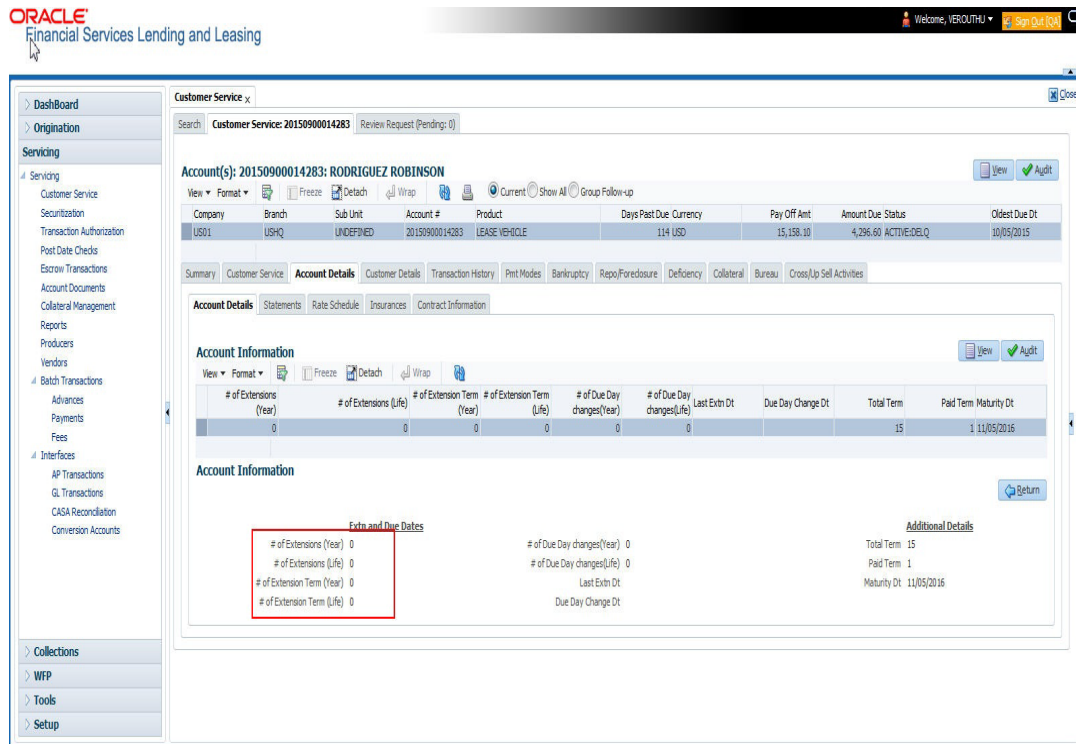 ORACLE
Financial Services Lending and Leasing
Welcome, VEROUTHU
Sign Out [QA]
Close
DashBoard
Origination
Servicing
Servicing
Customer Service
Securitization
Transaction Authorization
Post Date Checks
Escrow Transactions
Account Documents
Collateral Management
Reports
Producers
Vendors
Batch Transactions
Advances
Payments
Fees
Interfaces
AP Transactions
GL Transactions
CASA Reconciliation
Conversion Accounts
Collections
WFP
Tools
Setup
Customer Service x
Search Customer Service: 20150900014283 Review Request (Pending: 0)
Account(s): 20150900014283: RODRIGUEZ ROBINSON
View Audit
View Format Freeze Detach Wrap Current Show All Group Follow-up
Company Branch Sub Unit Account # Product Days Past Due Currency Pay Off Amt Amount Due Status Oldest Due Dt
US01 USHQ UNDEFINED 20150900014283 LEASE VEHICLE 114 USD 15,158.10 4,296.60 ACTIVE:DELQ 10/05/2015
Summary Customer Service Account Details Customer Details Transaction History Pmt Modes Bankruptcy Repo/Foreclosure Deficiency Collateral Bureau Cross/Up Sell Activities
Account Details Statements Rate Schedule Insurances Contract Information
Account Information
View Audit
View Format Freeze Detach Wrap
# of Extensions (Year) # of Extensions (Life) # of Extension Term (Year) # of Extension Term (Life) # of Due Day changes(Year) # of Due Day changes(Life) Last Extn Dt Due Day Change Dt Total Term Paid Term Maturity Dt
0 0 0 0 0 0 15 1 11/05/2016
Account Information
Return
Extn and Due Dates Additional Details
# of Extensions (Year) 0 # of Due Day changes(Year) 0 Total Term 15
# of Extensions (Life) 0 # of Due Day changes(Life) 0 Paid Term 1
# of Extension Term (Year) 0 Last Extn Dt Maturity Dt 11/05/2016
# of Extension Term (Life) 0 Due Day Change Dt